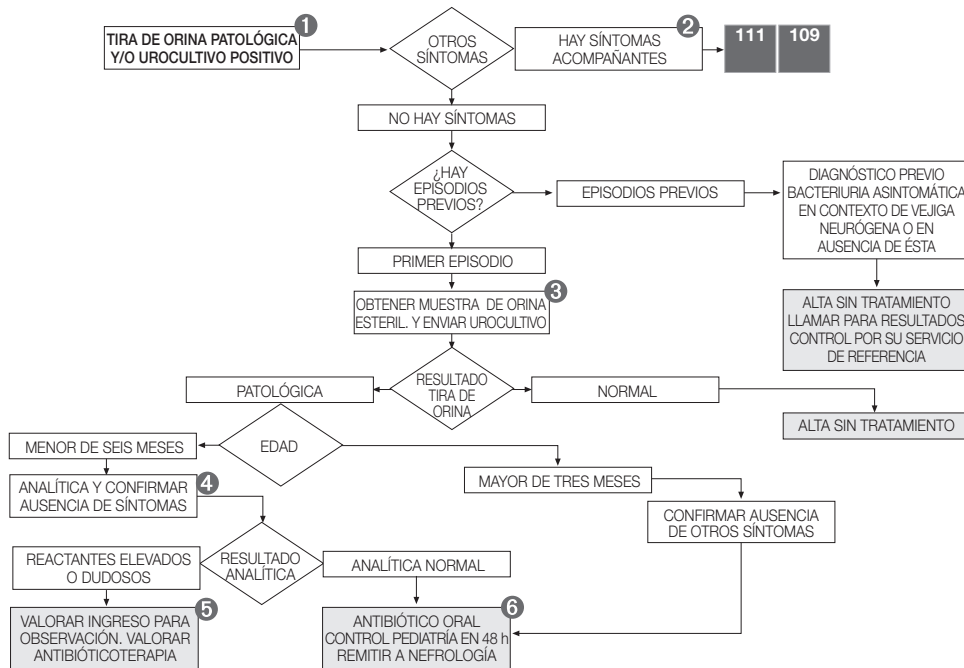 1
TIRA DE ORINA PATOLÓGICA
Y/O UROCULTIVO POSITIVO
OTROS
SÍNTOMAS
2
HAY SÍNTOMAS
ACOMPAÑANTES
111 109
NO HAY SÍNTOMAS
¿HAY
EPISODIOS
PREVIOS?
EPISODIOS PREVIOS
DIAGNÓSTICO PREVIO
BACTERIURIA ASINTOMÁTICA
EN CONTEXTO DE VEJIGA
NEURÓGENA O EN
AUSENCIA DE ÉSTA
PRIMER EPISODIO
3
OBTENER MUESTRA DE ORINA
ESTERIL. Y ENVIAR UROCULTIVO
ALTA SIN TRATAMIENTO
LLAMAR PARA RESULTADOS
CONTROL POR SU SERVICIO
DE REFERENCIA
RESULTADO
TIRA DE
ORINA
PATOLÓGICA
NORMAL
ALTA SIN TRATAMIENTO
EDAD
MENOR DE SEIS MESES
MAYOR DE TRES MESES
4
ANALÍTICA Y CONFIRMAR
AUSENCIA DE SÍNTOMAS
CONFIRMAR AUSENCIA
DE OTROS SÍNTOMAS
RESULTADO
ANALÍTICA
REACTANTES ELEVADOS
O DUDOSOS
ANALÍTICA NORMAL
5
VALORAR INGRESO PARA
OBSERVACIÓN. VALORAR
ANTIBIÓTICOTERAPIA
6
ANTIBIÓTICO ORAL
CONTROL PEDIATRÍA EN 48 h
REMITIR A NEFROLOGÍA